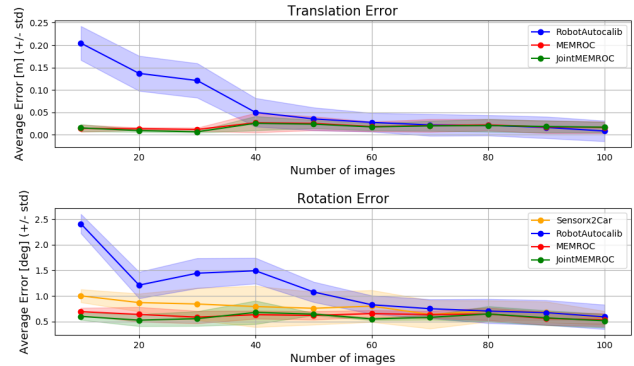 Translation Error
Average Error [m] (+/- std)
0.25
0.20
0.15
0.10
0.05
0.00
RobotAutocalib
MEMROC
JointMEMROC
20
40
60
80
100
Number of images
Rotation Error
Average Error [deg] (+/- std)
2.5
2.0
1.5
1.0
0.5
Sensorx2Car
RobotAutocalib
MEMROC
JointMEMROC
20
40
60
80
100
Number of images